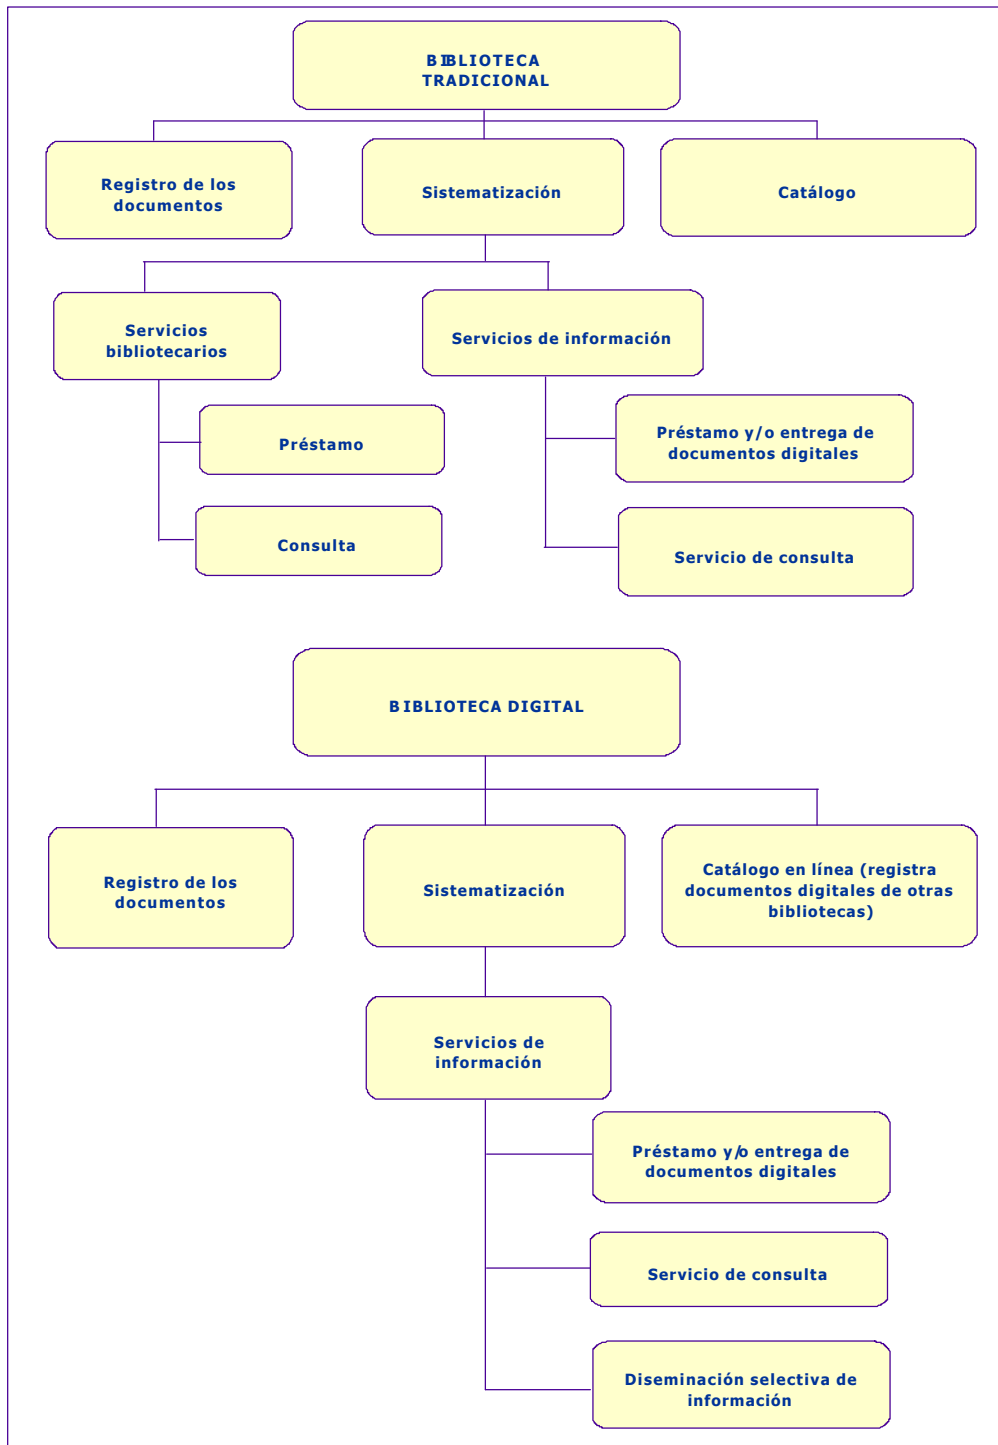 BIBLIOTECA
TRADICIONAL
Registro de los
documentos
Sistematización
Catálogo
Servicios
bibliotecarios
Servicios de información
Préstamo
Préstamo y/o entrega de
documentos digitales
Consulta
Servicio de consulta
BIBLIOTECA DIGITAL
Registro de los
documentos
Sistematización
Catálogo en línea (registra
documentos digitales de otras
bibliotecas)
Servicios de
información
Préstamo y/o entrega de
documentos digitales
Servicio de consulta
Diseminación selectiva de
información